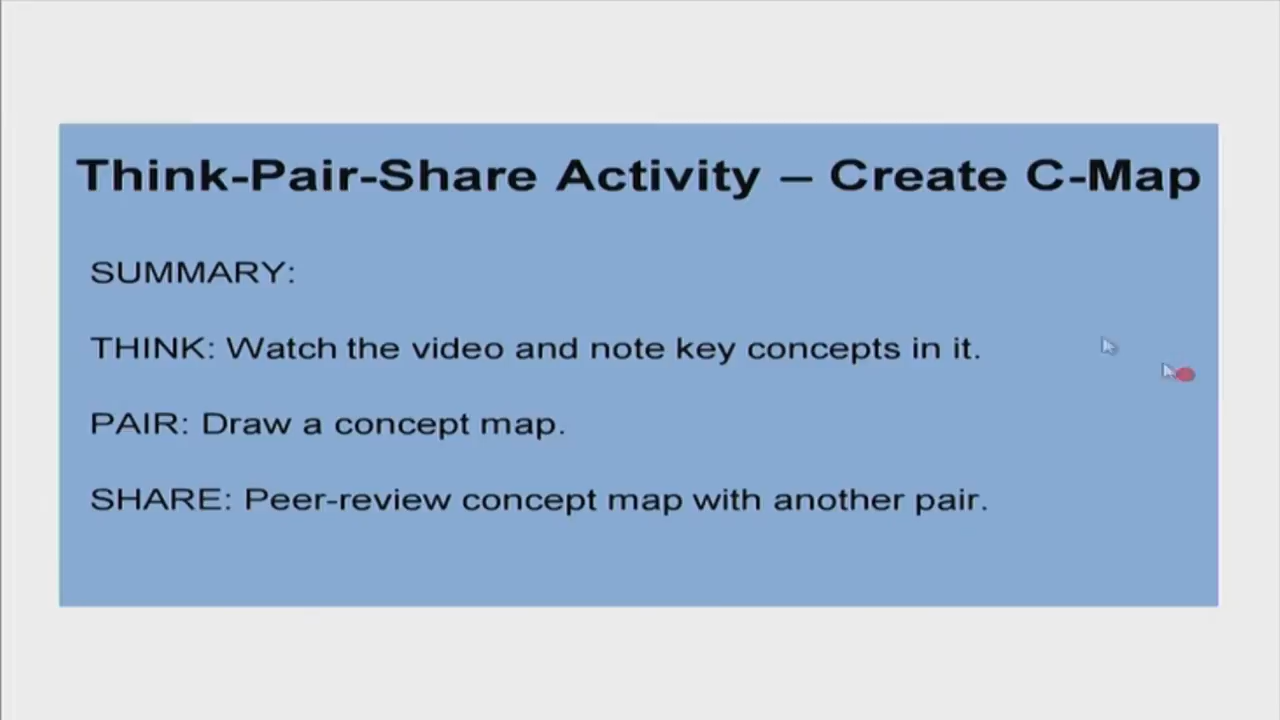 Think-Pair-Share Activity – Create C-Map
SUMMARY:
THINK: Watch the video and note key concepts in it.
PAIR: Draw a concept map.
SHARE: Peer-review concept map with another pair.